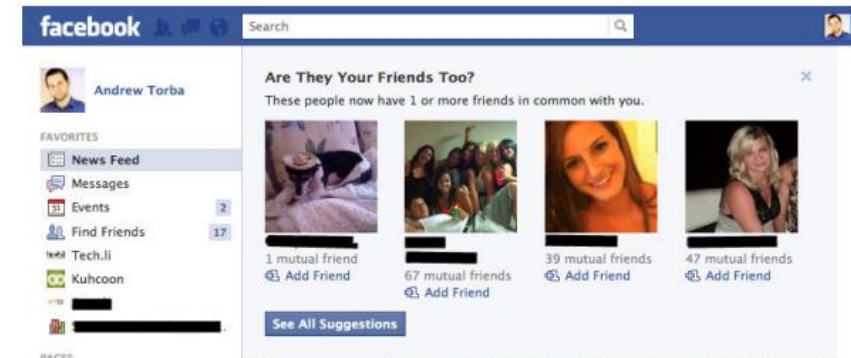 facebook
Search
Andrew Torba
FAVORITES
News Feed
Messages
31 Events 2
Find Friends 17
Tech.li
Kuhcoon
PAGES
Are They Your Friends Too?
These people now have 1 or more friends in common with you.
1 mutual friend
Add Friend
67 mutual friends
Add Friend
39 mutual friends
Add Friend
47 mutual friends
Add Friend
See All Suggestions